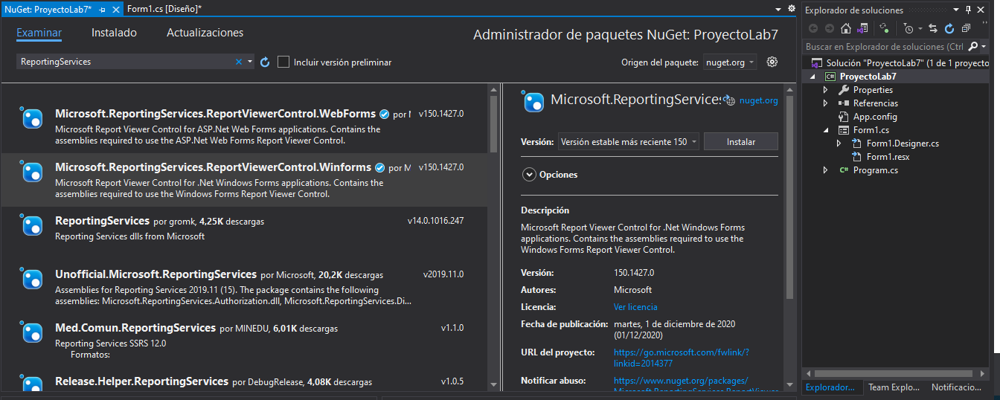 NuGet: ProyectoLab7*
Form1.cs [Diseño]*
Examinar
Instalado
Actualizaciones
Administrador de paquetes NuGet: ProyectoLab7
ReportingServices
Incluir versión preliminar
Origen del paquete:
nuget.org
Microsoft.ReportingServices.ReportViewerControl.WebForms por M
v150.1427.0
Microsoft Report Viewer Control for ASP.Net Web Forms applications. Contains the
assemblies required to use the ASP.Net Web Forms Report Viewer Control.
Microsoft.ReportingServices.ReportViewerControl.Winforms por M
v150.1427.0
Microsoft Report Viewer Control for .Net Windows Forms applications. Contains the
assemblies required to use the Windows Forms Report Viewer Control.
ReportingServices por gromk, 4,25K descargas
v14.0.1016.247
Reporting Services dlls from Microsoft
Unofficial.Microsoft.ReportingServices por Microsoft, 20,2K descargas
v2019.11.0
Assemblies for Reporting Services 2019.11 (15). The package contains the following
assemblies: Microsoft.ReportingServices.Authorization.dll, Microsoft.ReportingServices.Di...
Med.Comun.ReportingServices por MINEDU, 6,01K descargas
v1.1.0
Reporting Services SSRS 12.0
Formatos:
Release.Helper.ReportingServices por DebugRelease, 4,08K descargas
v1.0.5
Microsoft.ReportingServices
nuget.org
Versión:
Versión estable más reciente 150
Instalar
Opciones
Descripción
Microsoft Report Viewer Control for .Net Windows Forms
applications. Contains the assemblies required to use the
Windows Forms Report Viewer Control.
Versión: 150.1427.0
Autores: Microsoft
Licencia: Ver licencia
Fecha de publicación: martes, 1 de diciembre de 2020
(01/12/2020)
URL del proyecto: https://go.microsoft.com/fwlink/?
linkid=2014377
Notificar abuso: https://www.nuget.org/packages/
Microsoft.ReportingServices.ReportViewer
Explorador de soluciones
Buscar en Explorador de soluciones (Ctrl
Solución "ProyectoLab7" (1 de 1 proyecto
C# ProyectoLab7
Properties
Referencias
App.config
Form1.cs
Form1.Designer.cs
Form1.resx
C# Program.cs
Explorador...
Team Explo...
Notificacio...